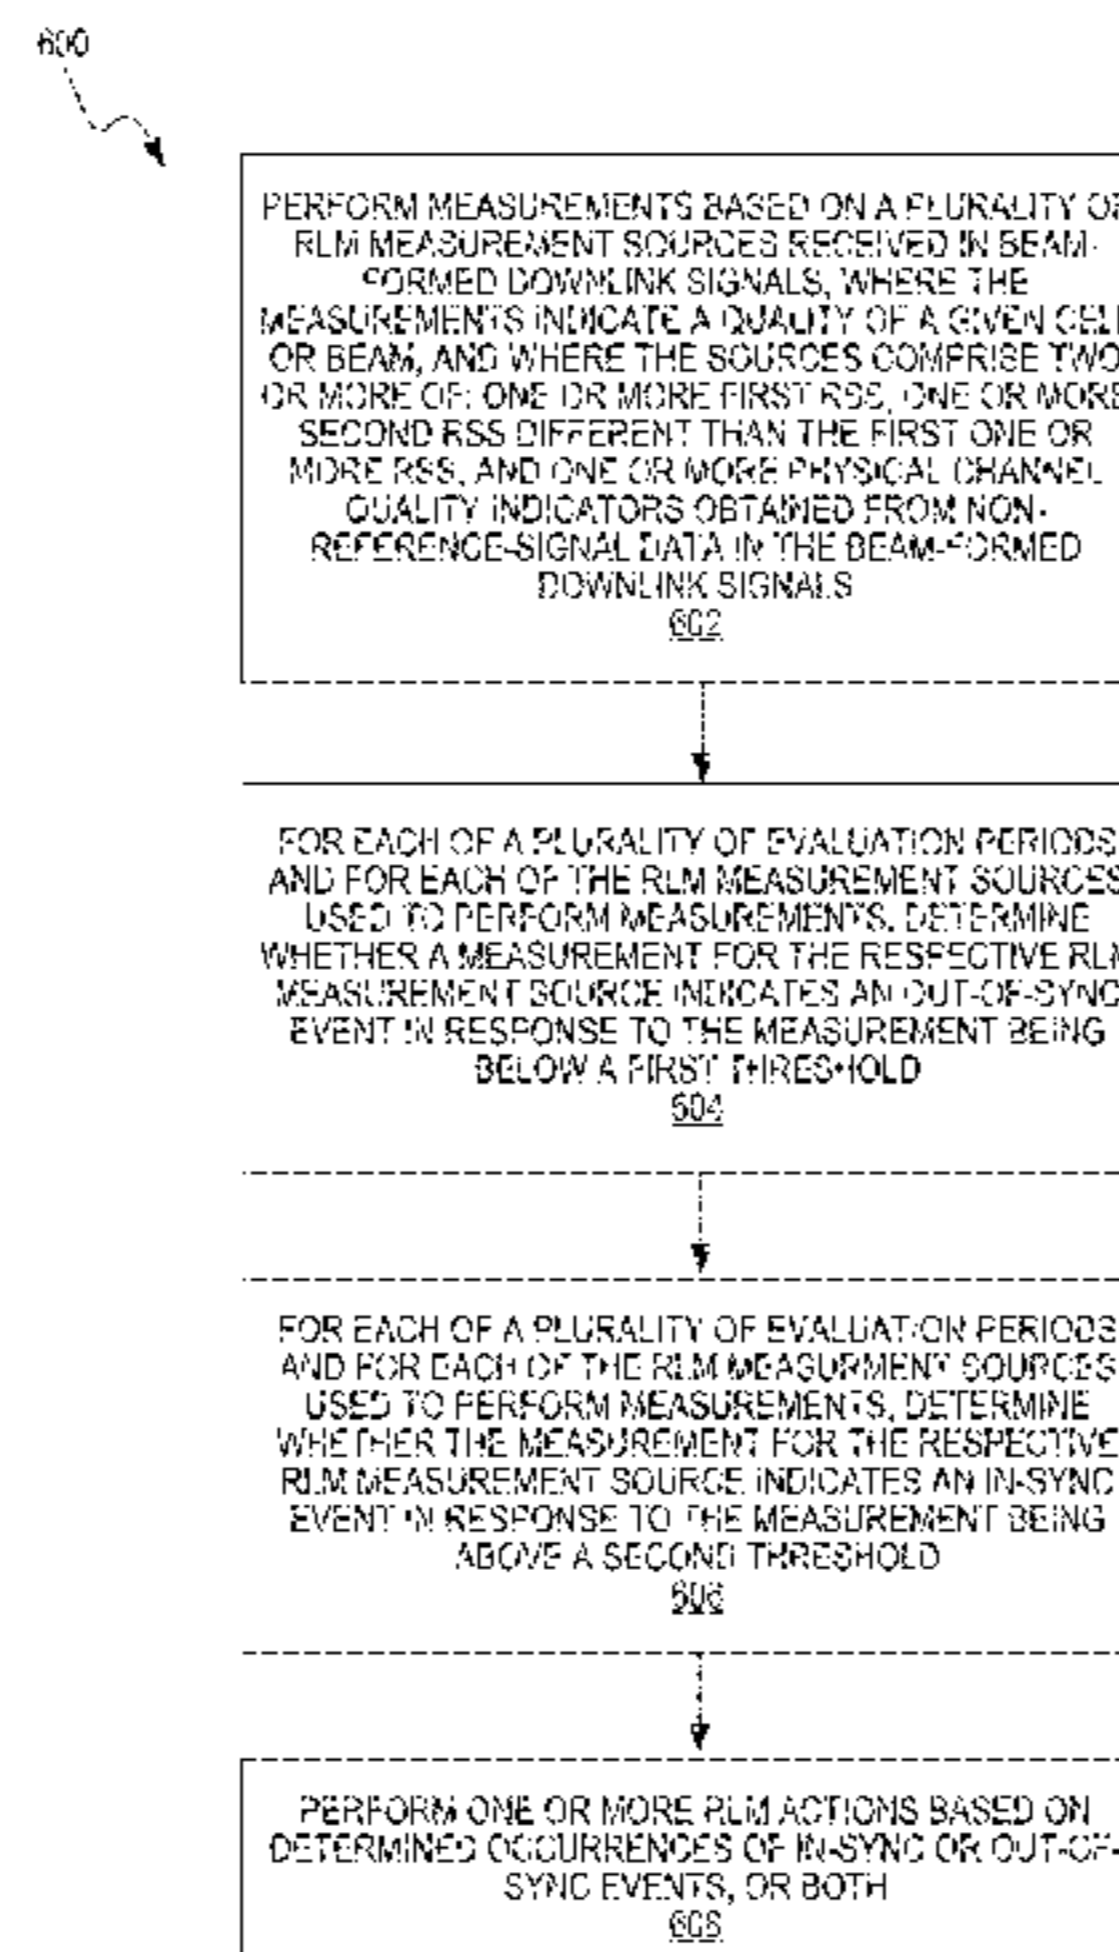 600
PERFORM MEASUREMENTS BASED ON A PLURALITY OF
RLM MEASUREMENT SOURCES RECEIVED IN BEAM-
FORMED DOWNLINK SIGNALS, WHERE THE
MEASUREMENTS INDICATE A QUALITY OF A GIVEN CELL
OR BEAM, AND WHERE THE SOURCES COMPRISE TWO
OR MORE OF: ONE OR MORE FIRST RSS, ONE OR MORE
SECOND RSS DIFFERENT THAN THE FIRST ONE OR
MORE RSS, AND ONE OR MORE PHYSICAL CHANNEL
QUALITY INDICATORS OBTAINED FROM NON-
REFERENCE-SIGNAL DATA IN THE BEAM-FORMED
DOWNLINK SIGNALS
602
FOR EACH OF A PLURALITY OF EVALUATION PERIODS
AND FOR EACH OF THE RLM MEASUREMENT SOURCES
USED TO PERFORM MEASUREMENTS, DETERMINE
WHETHER A MEASUREMENT FOR THE RESPECTIVE RLM
MEASUREMENT SOURCE INDICATES AN OUT-OF-SYNC
EVENT IN RESPONSE TO THE MEASUREMENT BEING
BELOW A FIRST THRESHOLD
604
FOR EACH OF A PLURALITY OF EVALUATION PERIODS
AND FOR EACH OF THE RLM MEASURMENT SOURCES
USED TO PERFORM MEASUREMENTS, DETERMINE
WHETHER THE MEASUREMENT FOR THE RESPECTIVE
RLM MEASUREMENT SOURCE INDICATES AN IN-SYNC
EVENT IN RESPONSE TO THE MEASUREMENT BEING
ABOVE A SECOND THRESHOLD
606
PERFORM ONE OR MORE RLM ACTIONS BASED ON
DETERMINED OCCURRENCES OF IN-SYNC OR OUT-OF-
SYNC EVENTS, OR BOTH
608